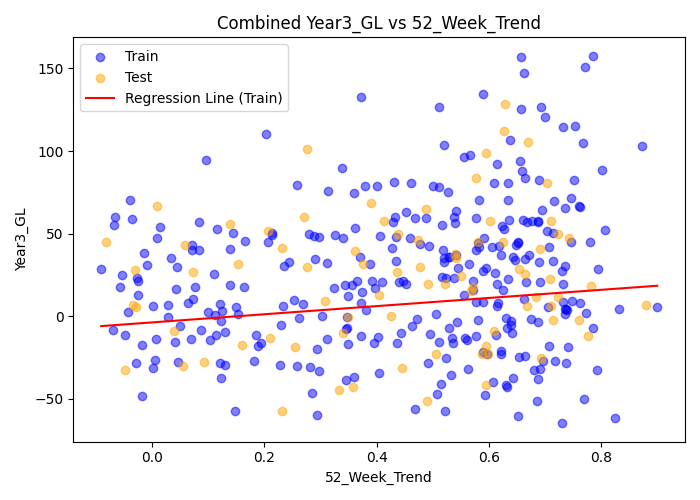 Combined Year3_GL vs 52_Week_Trend
Train
Test
Regression Line (Train)
Year3_GL
150
100
50
0
−50
0.0 0.2 0.4 0.6 0.8
52_Week_Trend